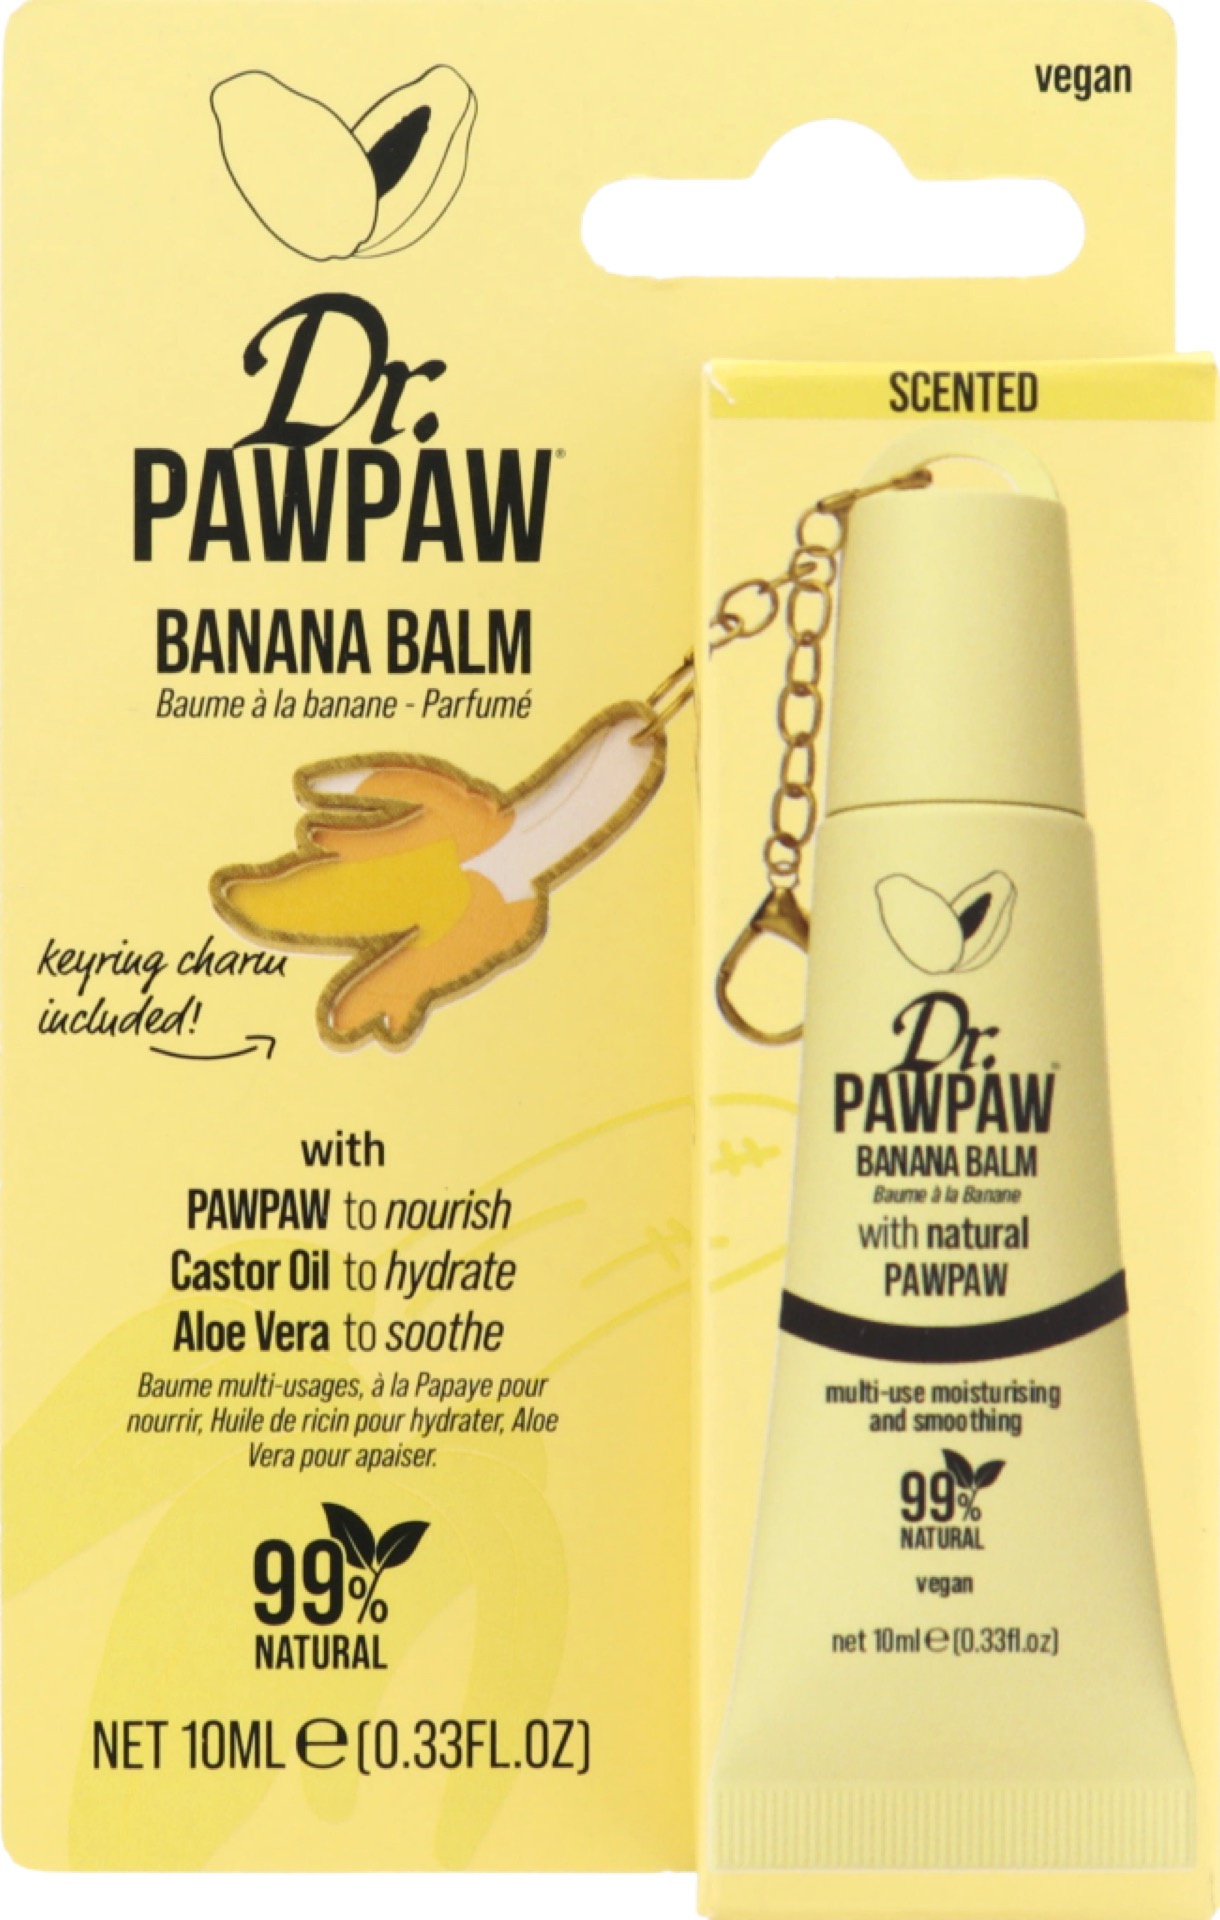 vegan
Dr.
PAWPAW®
BANANA BALM
Baume à la banane - Parfumé
keyring charm
included!
with
PAWPAW to nourish
Castor Oil to hydrate
Aloe Vera to soothe
Baume multi-usages, à la Papaye pour
nourrir, Huile de ricin pour hydrater, Aloe
Vera pour apaiser.
99%
NATURAL
NET 10ML ℮ (0.33FL.OZ)
SCENTED
Dr.
PAWPAW
BANANA BALM
Baume à la Banane
with natural
PAWPAW
multi-use moisturising
and smoothing
99%
NATURAL
vegan
net 10ml ℮ (0.33fl.oz)